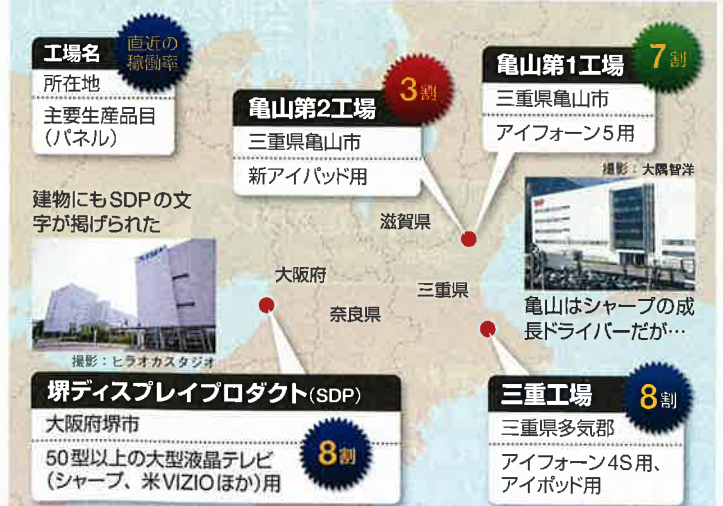 工場名
直近の
稼働率
所在地
主要生産品目
(パネル)
亀山第2工場
3割
三重県亀山市
新アイパッド用
亀山第1工場
7割
三重県亀山市
アイフォーン5用
撮影:大隅智洋
亀山はシャープの成
長ドライバーだが…
建物にもSDPの文
字が掲げられた
撮影:ヒラオカスタジオ
滋賀県
大阪府
奈良県
三重県
堺ディスプレイプロダクト(SDP)
大阪府堺市
50型以上の大型液晶テレビ
(シャープ、米VIZIOほか)用
8割
三重工場
8割
三重県多気郡
アイフォーン4S用、
アイポッド用